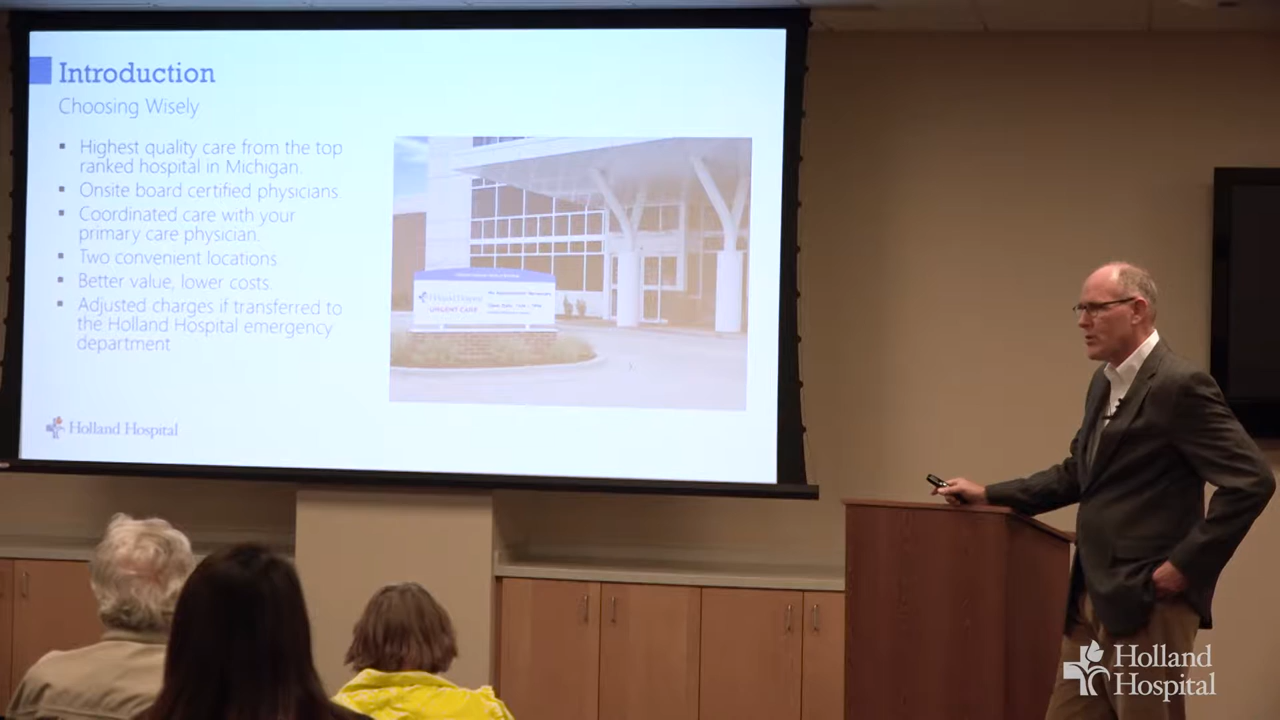 Introduction
Choosing Wisely
Highest quality care from the top
ranked hospital in Michigan.
Onsite board certified physicians.
Coordinated care with your
primary care physician.
Two convenient locations
Better value, lower costs.
Adjusted charges if transferred to
the Holland Hospital emergency
department
URGENT CARE
Holland Hospital
Holland
Hospital